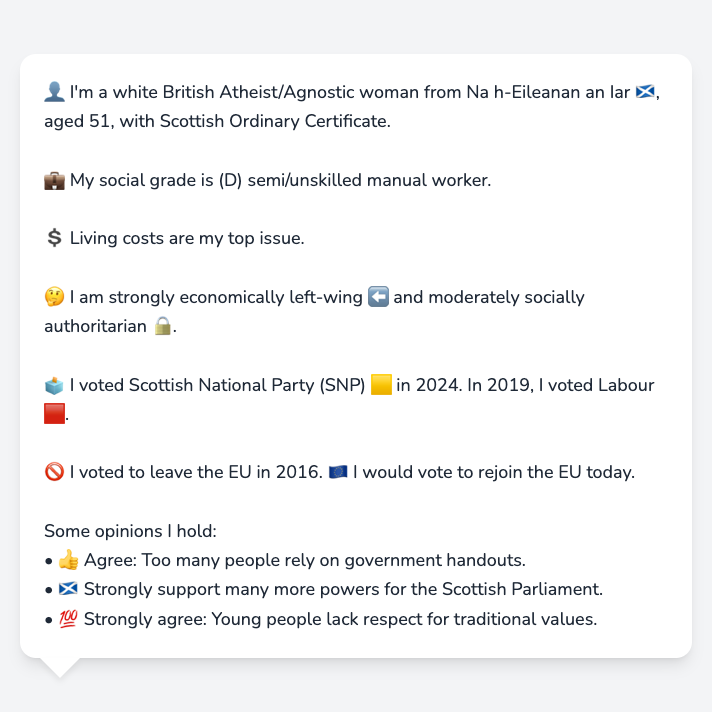 👤 I'm a white British Atheist/Agnostic woman from Na h-Eileanan an Iar 🏴󠁧󠁢󠁳󠁣󠁴󠁿,
aged 51, with Scottish Ordinary Certificate.
💼 My social grade is (D) semi/unskilled manual worker.
💲 Living costs are my top issue.
🤔 I am strongly economically left-wing ⬅️ and moderately socially
authoritarian 🔒.
🗳️ I voted Scottish National Party (SNP) 🟨 in 2024. In 2019, I voted Labour
🟥.
🚫 I voted to leave the EU in 2016. 🇪🇺 I would vote to rejoin the EU today.
Some opinions I hold:
• 👍 Agree: Too many people rely on government handouts.
• 🏴󠁧󠁢󠁳󠁣󠁴󠁿 Strongly support many more powers for the Scottish Parliament.
• 💯 Strongly agree: Young people lack respect for traditional values.